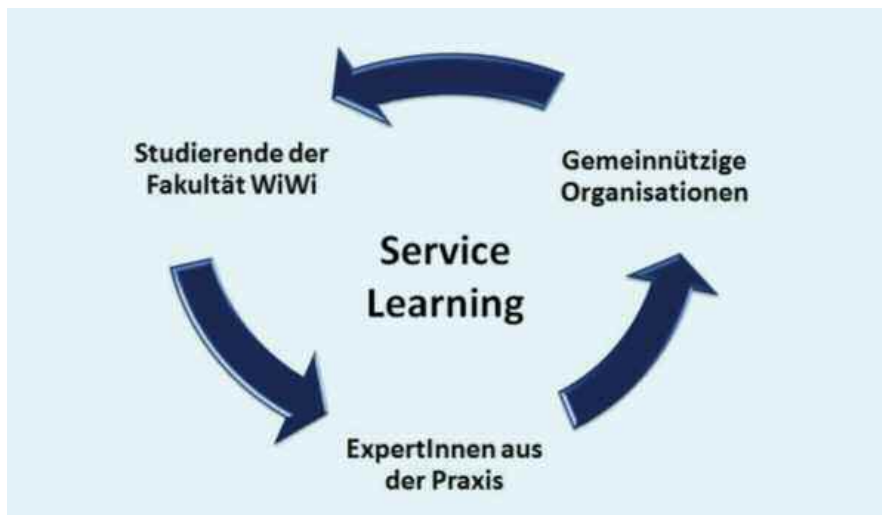 Studierende der
Fakultät WiWi
Gemeinnützige
Organisationen
Service
Learning
ExpertInnen aus
der Praxis